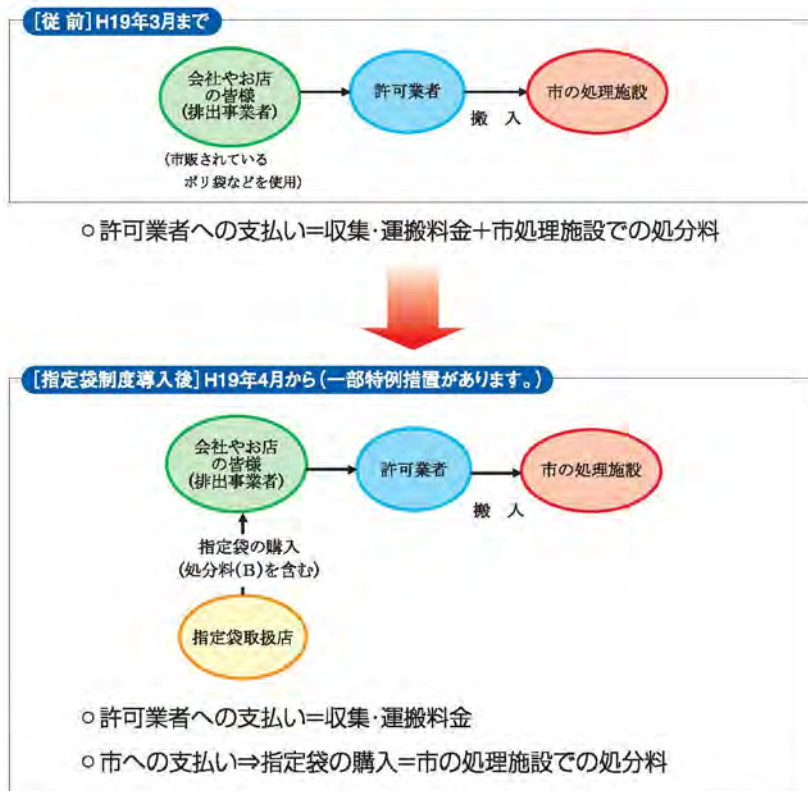 [従 前]H19年3月まで
会社やお店
の皆様
(排出事業者)
許可業者
搬 入
市の処理施設
(市販されている
ポリ袋などを使用)
○許可業者への支払い=収集・運搬料金+市処理施設での処分料
[指定袋制度導入後]H19年4月から(一部特例措置があります。)
会社やお店
の皆様
(排出事業者)
許可業者
搬 人
市の処理施設
指定袋の購入
(処分料(B)を含む)
指定袋取扱店
○許可業者への支払い=収集・運搬料金
○市への支払い⇒指定袋の購入=市の処理施設での処分料